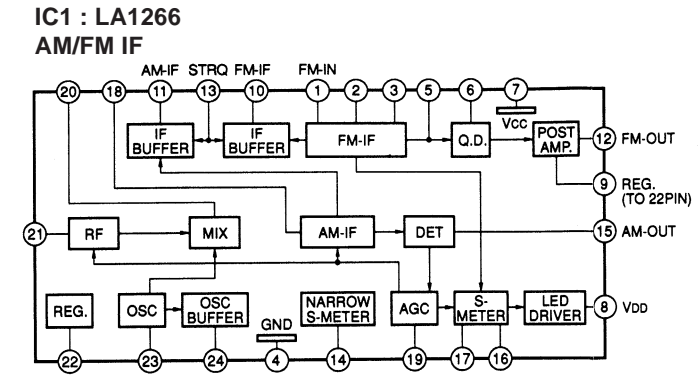 IC1 : LA1266
AM/FM IF
AM-IF STRQ FM-IF FM-IN
20 18 11 13 10 1 2 3 5 6 7
VCC
IF BUFFER
IF BUFFER
FM-IF
Q.D.
POST AMP.
12 FM-OUT
9 REG.
(TO 22PIN)
21
RF
MIX
AM-IF
DET
15 AM-OUT
REG.
OSC
OSC BUFFER
GND
NARROW S-METER
AGC
S-METER
LED DRIVER
8 VDD
22 23 24 4 14 19 17 16